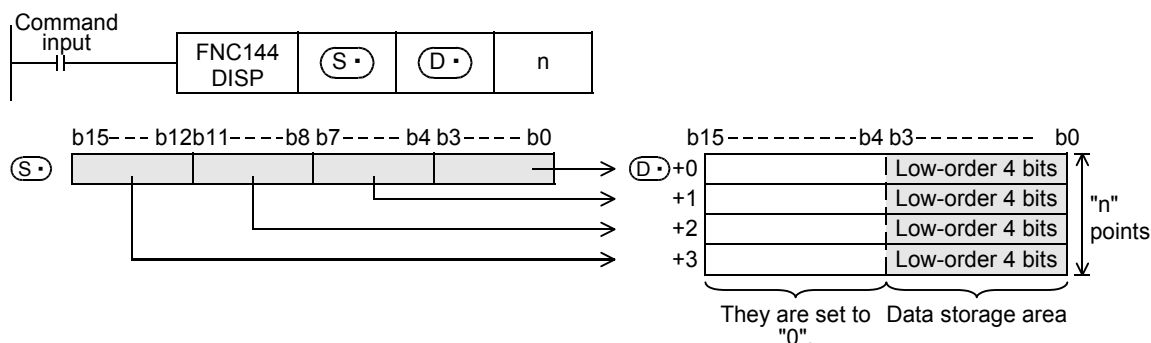 Command
input
FNC144
DISP
S·
D·
n
b15 b12b11 b8 b7 b4 b3 b0
S·
b15 b4 b3 b0
D· +0
+1
+2
+3
Low-order 4 bits
Low-order 4 bits
Low-order 4 bits
Low-order 4 bits
"n"
points
They are set to
"0".
Data storage area